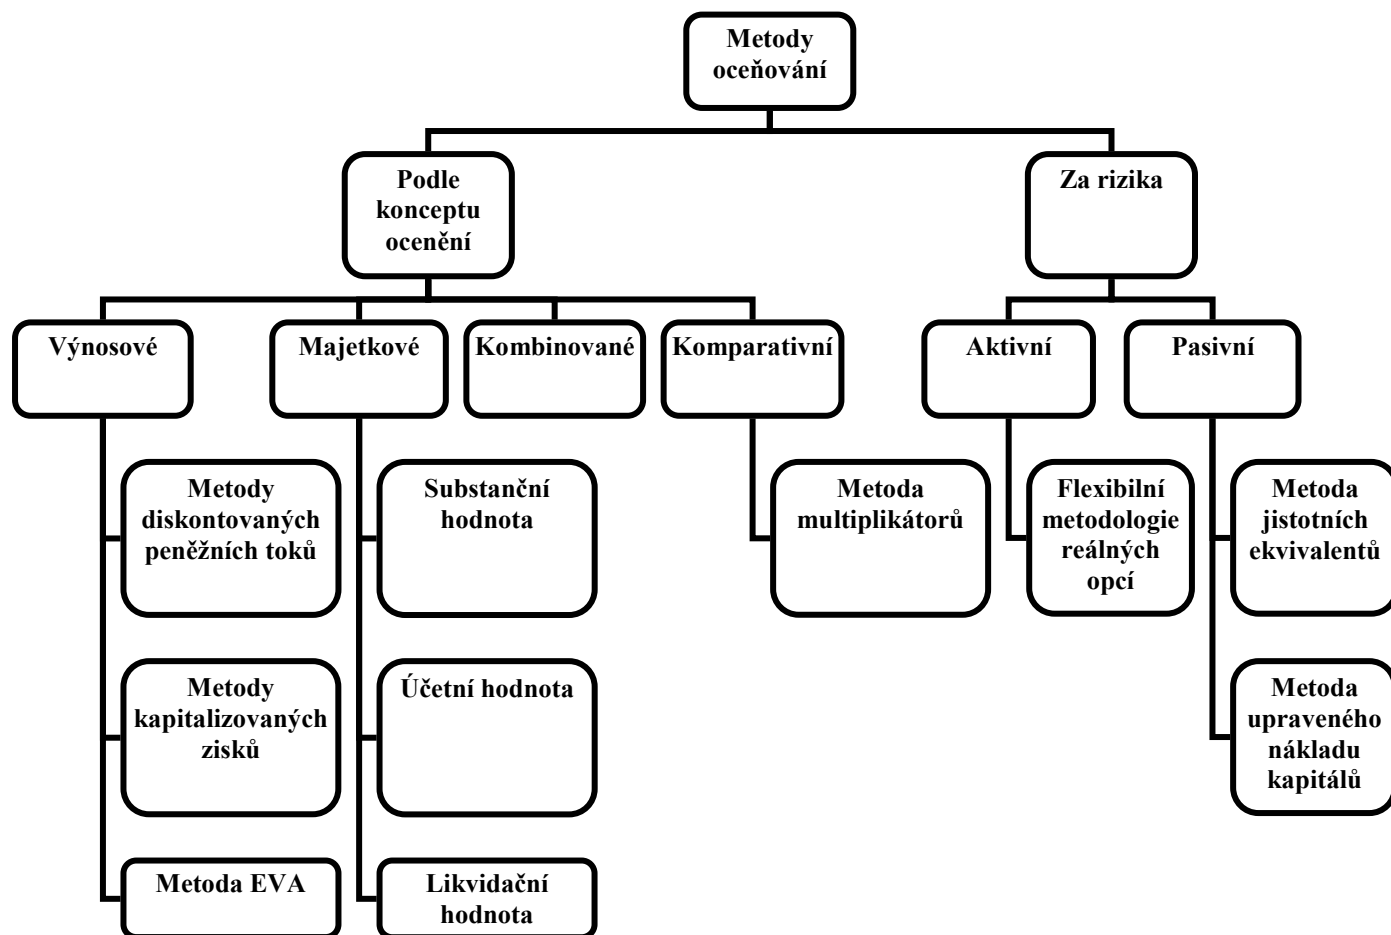 Metody
oceňování
Podle
konceptu
ocenění
Za rizika
Výnosové
Majetkové
Kombinované
Komparativní
Aktivní
Pasivní
Metody
diskontovaných
peněžních toků
Substanční
hodnota
Metoda
multiplikátorů
Flexibilní
metodologie
reálných
opcí
Metoda
jistotních
ekvivalentů
Metody
kapitalizovaných
zisků
Účetní hodnota
Metoda
upraveného
nákladu
kapitálů
Metoda EVA
Likvidační
hodnota